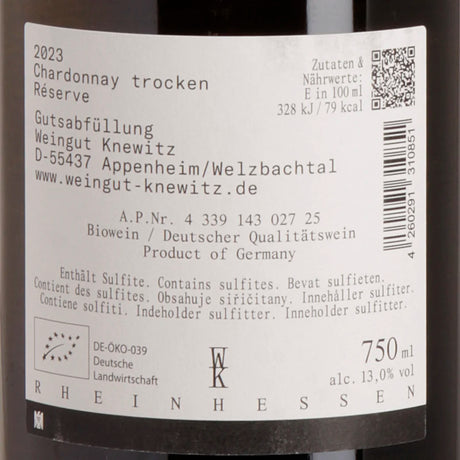 2023
Chardonnay trocken
Réserve
Gutsabfüllung
Weingut Knewitz
D-55437 Appenheim/Welzbachtal
www.weingut-knewitz.de
Zutaten &
Nährwerte:
E in 100 ml
328 kJ / 79 kcal
4 260291 310851
A.P.Nr. 4 339 143 027 25
Biowein / Deutscher Qualitätswein
Product of Germany
Enthält Sulfite. Contains sulfites. Bevat sulfieten.
Contient des sulfites. Obsahuje siřičitany. Innehåller sulfiter.
Contiene solfiti. Indeholder sulfitter. Inneholder sulfitter.
DE-ÖKO-039
Deutsche
Landwirtschaft
WK
750 ml
alc. 13,0% vol
RHEINHESSEN